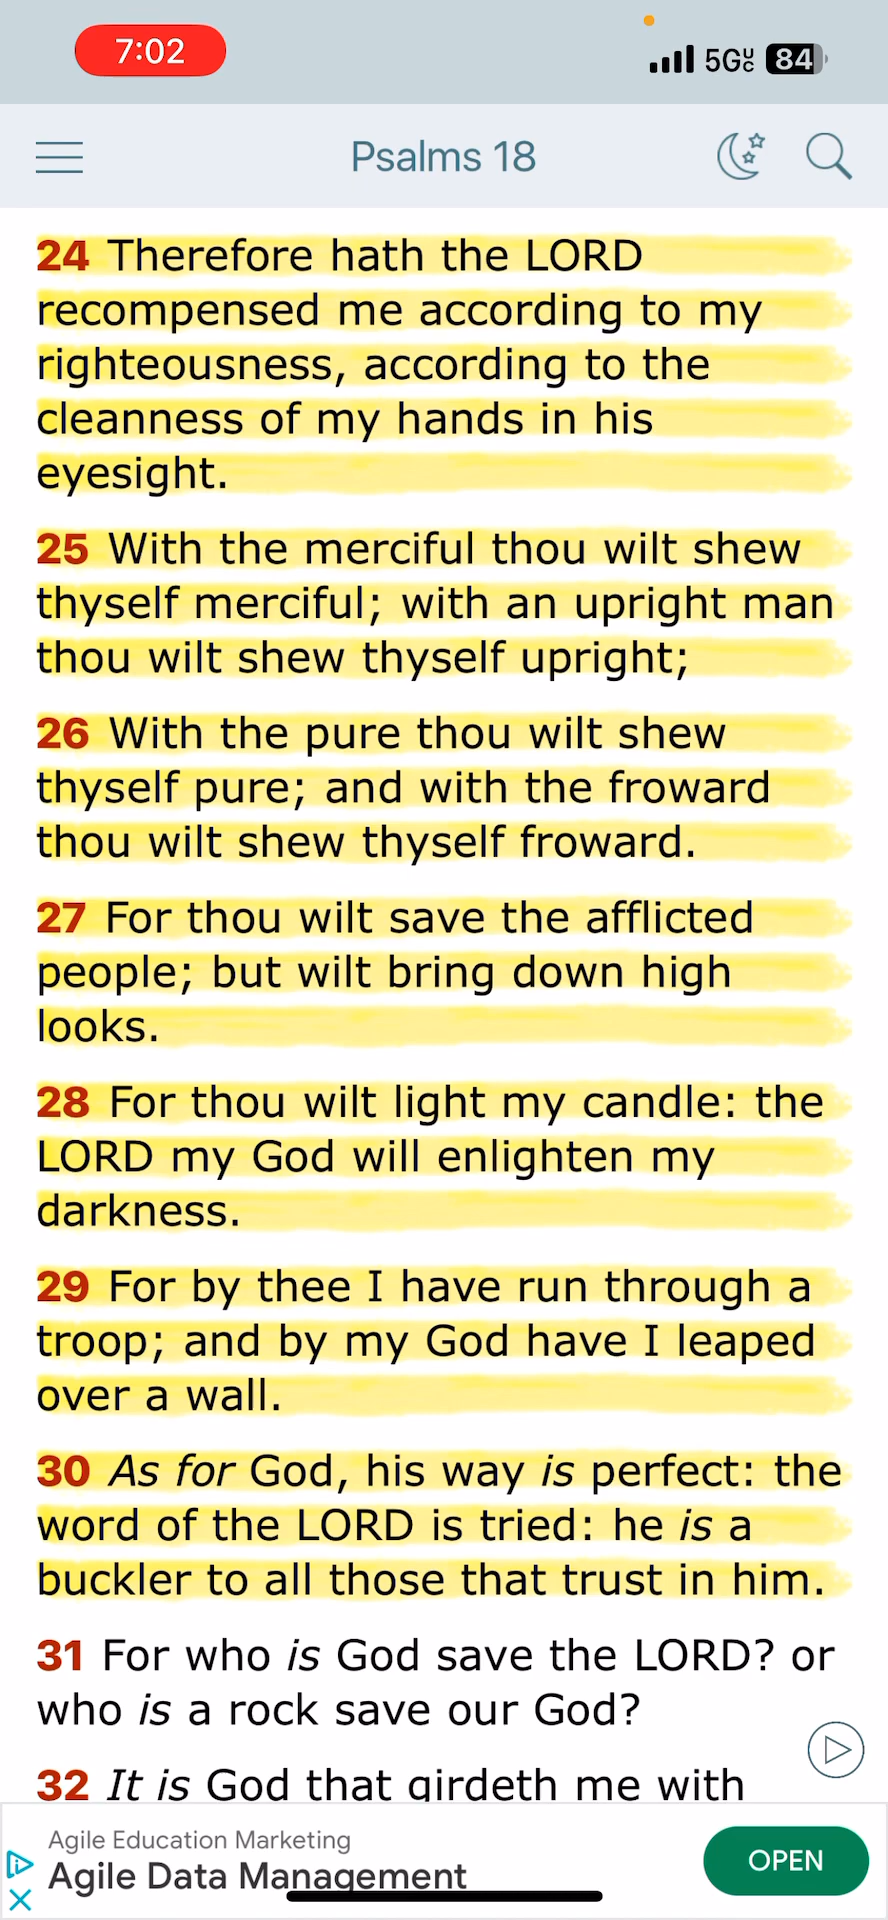 7:02
5GUC 84
Psalms 18
24 Therefore hath the LORD
recompensed me according to my
righteousness, according to the
cleanness of my hands in his
eyesight.
25 With the merciful thou wilt shew
thyself merciful; with an upright man
thou wilt shew thyself upright;
26 With the pure thou wilt shew
thyself pure; and with the froward
thou wilt shew thyself froward.
27 For thou wilt save the afflicted
people; but wilt bring down high
looks.
28 For thou wilt light my candle: the
LORD my God will enlighten my
darkness.
29 For by thee I have run through a
troop; and by my God have I leaped
over a wall.
30 As for God, his way is perfect: the
word of the LORD is tried: he is a
buckler to all those that trust in him.
31 For who is God save the LORD? or
who is a rock save our God?
32 It is God that girdeth me with
Agile Education Marketing
Agile Data Management
OPEN